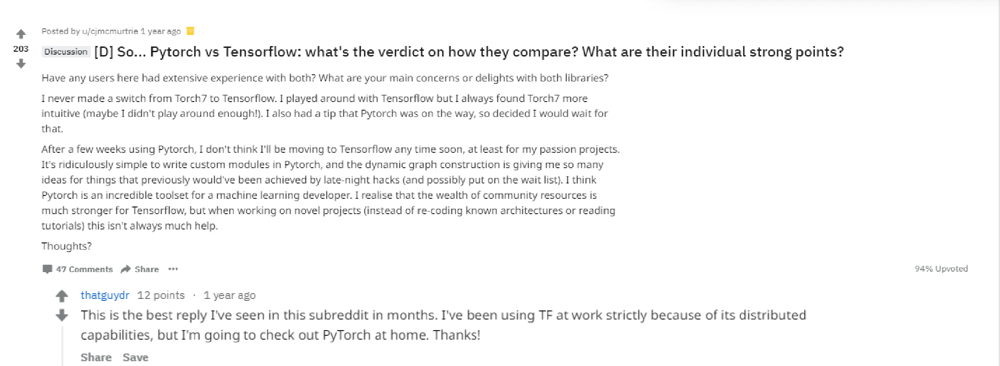 Posted by u/cjmcmurtrie 1 year ago
203
Discussion [D] So... Pytorch vs Tensorflow: what's the verdict on how they compare? What are their individual strong points?
Have any users here had extensive experience with both? What are your main concerns or delights with both libraries?
I never made a switch from Torch7 to Tensorflow. I played around with Tensorflow but I always found Torch7 more
intuitive (maybe I didn't play around enough!). I also had a tip that Pytorch was on the way, so decided I would wait for
that.
After a few weeks using Pytorch, I don't think I'll be moving to Tensorflow any time soon, at least for my passion projects.
It's ridiculously simple to write custom modules in Pytorch, and the dynamic graph construction is giving me so many
ideas for things that previously would've been achieved by late-night hacks (and possibly put on the wait list). I think
Pytorch is an incredible toolset for a machine learning developer. I realise that the wealth of community resources is
much stronger for Tensorflow, but when working on novel projects (instead of re-coding known architectures or reading
tutorials) this isn't always much help.
Thoughts?
47 Comments Share ••• 94% Upvoted
thatguydr 12 points · 1 year ago
This is the best reply I've seen in this subreddit in months. I've been using TF at work strictly because of its distributed
capabilities, but I'm going to check out PyTorch at home. Thanks!
Share Save